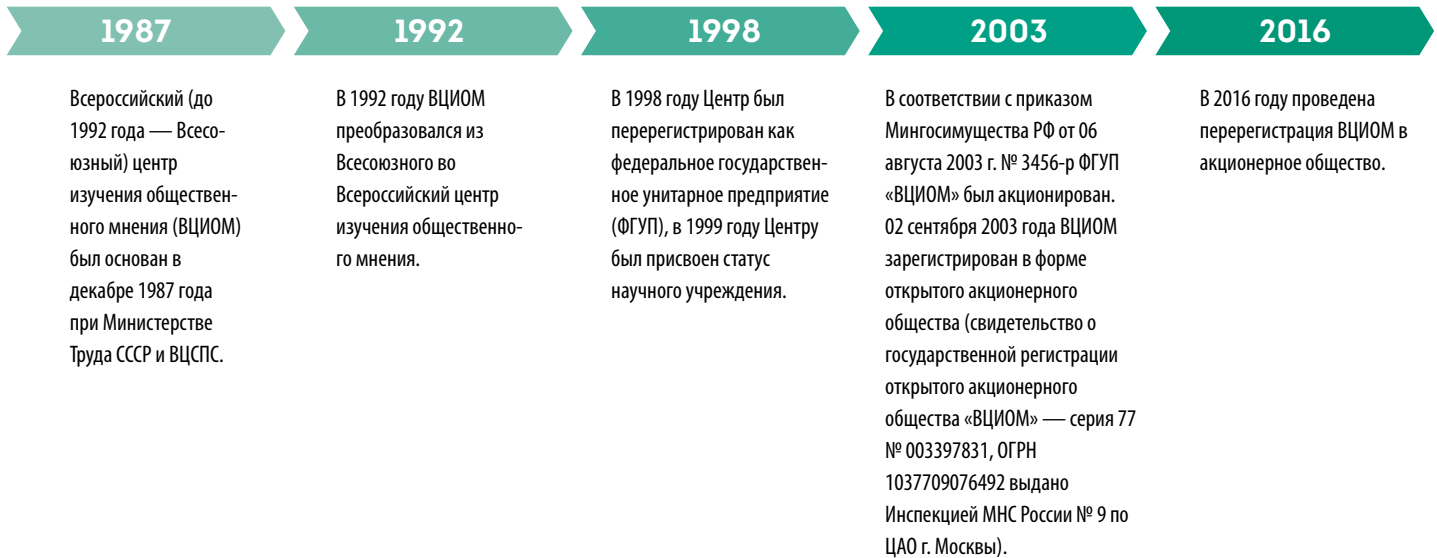 1987
Всероссийский (до
1992 года — Всесо-
юзный) центр
изучения обществен-
ного мнения (ВЦИОМ)
был основан в
декабре 1987 года
при Министерстве
Труда СССР и ВЦСПС.
1992
В 1992 году ВЦИОМ
преобразовался из
Всесоюзного во
Всероссийский центр
изучения общественно-
го мнения.
1998
В 1998 году Центр был
перерегистрирован как
федеральное государствен-
ное унитарное предприятие
(ФГУП), в 1999 году Центру
был присвоен статус
научного учреждения.
2003
В соответствии с приказом
Мингосимущества РФ от 06
августа 2003 г. № 3456-р ФГУП
«ВЦИОМ» был акционирован.
02 сентября 2003 года ВЦИОМ
зарегистрирован в форме
открытого акционерного
общества (свидетельство о
государственной регистрации
открытого акционерного
общества «ВЦИОМ» — серия 77
№ 003397831, ОГРН
1037709076492 выдано
Инспекцией МНС России № 9 по
ЦАО г. Москвы).
2016
В 2016 году проведена
перерегистрация ВЦИОМ в
акционерное общество.